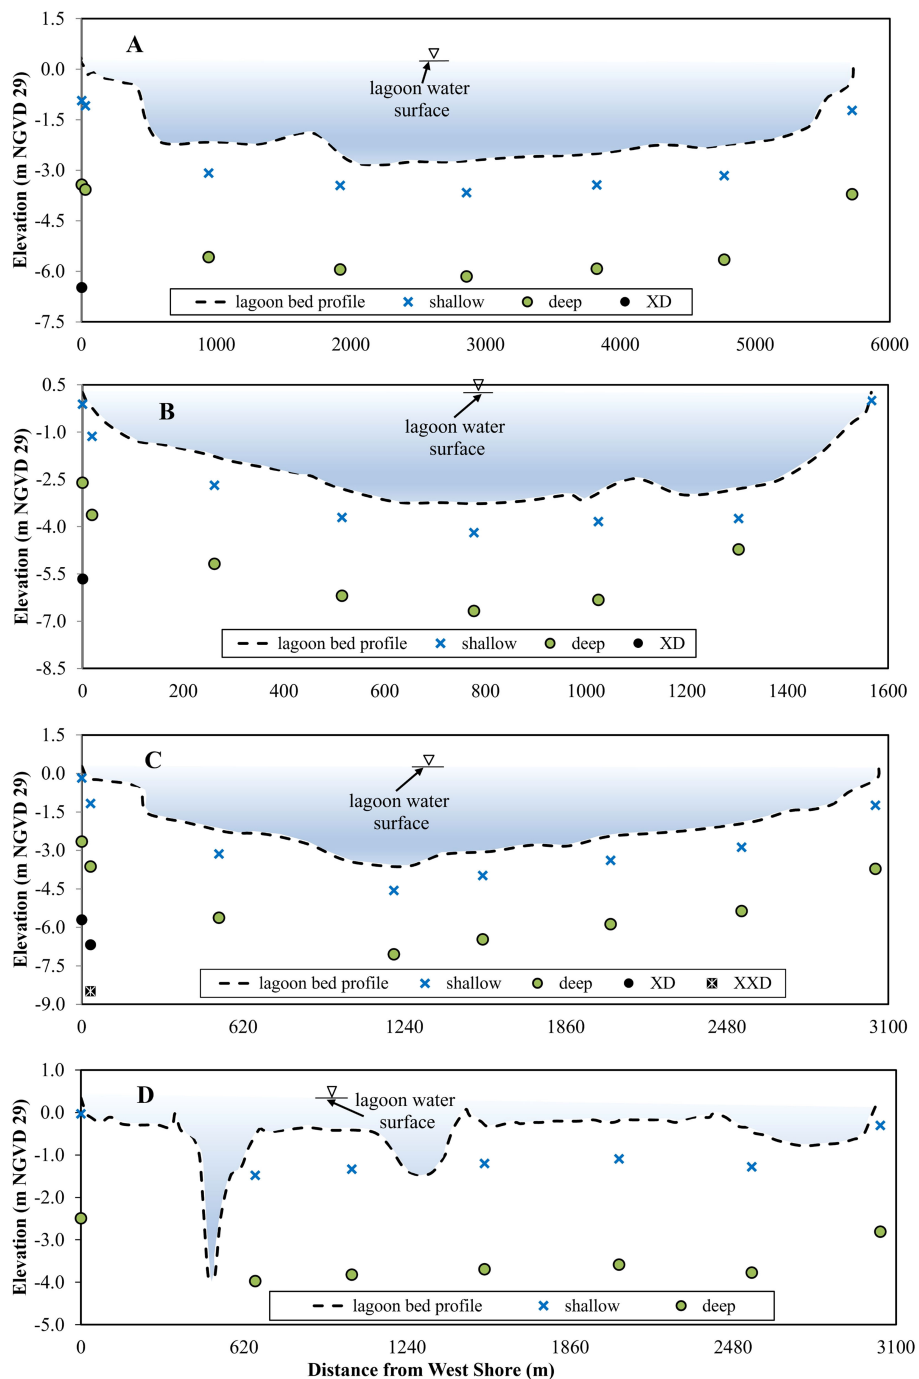 1.5
A
0.0
lagoon water
surface
-1.5
-3.0
-4.5
-6.0
-7.5
Elevation (m NGVD 29)
lagoon bed profile shallow deep XD
0 1000 2000 3000 4000 5000 6000
0.5
B
lagoon water
surface
-1.0
-2.5
-4.0
-5.5
-7.0
-8.5
Elevation (m NGVD 29)
lagoon bed profile shallow deep XD
0 200 400 600 800 1000 1200 1400 1600
1.5
C
0.0
lagoon water
surface
-1.5
-3.0
-4.5
-6.0
-7.5
-9.0
Elevation (m NGVD 29)
lagoon bed profile shallow deep XD XXD
0 620 1240 1860 2480 3100
1.0
D
lagoon water
surface
0.0
-1.0
-2.0
-3.0
-4.0
-5.0
Elevation (m NGVD 29)
lagoon bed profile shallow deep
0 620 1240 1860 2480 3100
Distance from West Shore (m)